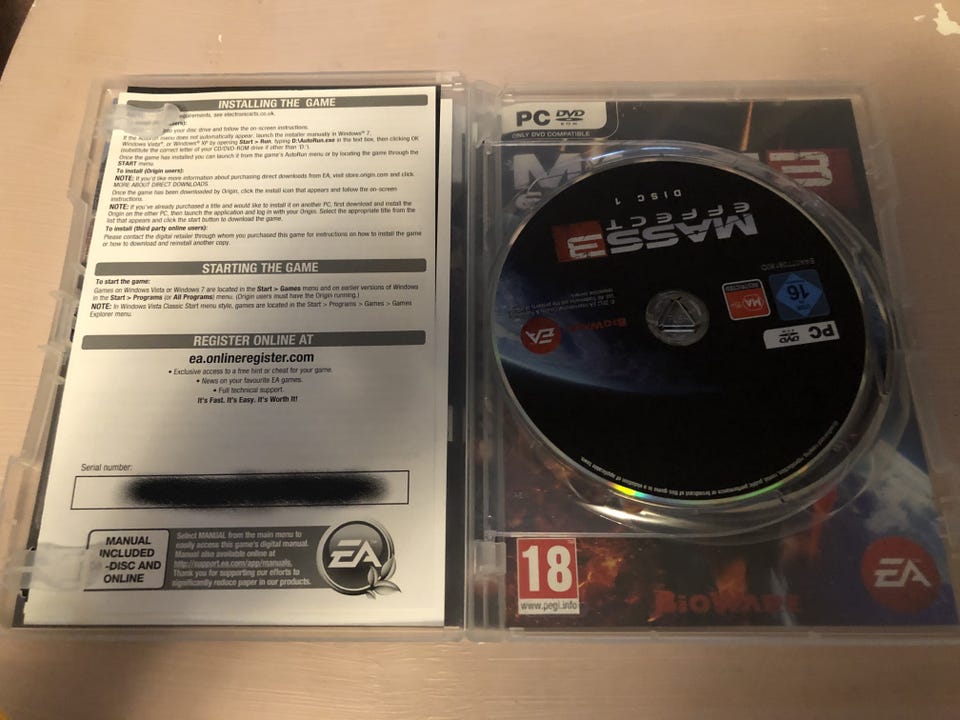 INSTALLING THE GAME
requirements, see electronicarts.co.uk.
users):
into your disc drive and follow the on-screen instructions.
If the AutoRun menu does not automatically appear, launch the installer manually in Windows® 7,
Windows Vista®, or Windows® XP by opening Start > Run, typing D:\AutoRun.exe in the text box, then clicking OK
(substitute the correct letter of your CD/DVD-ROM drive if other than 'D:').
Once the game has installed you can launch it from the game's AutoRun menu or by locating the game through the
START menu.
To install (Origin users):
NOTE: If you'd like more information about purchasing direct downloads from EA, visit store.origin.com and click
MORE ABOUT DIRECT DOWNLOADS.
Once the game has been downloaded by Origin, click the install icon that appears and follow the on-screen
instructions.
NOTE: If you've already purchased a title and would like to install it on another PC, first download and install the
Origin on the other PC, then launch the application and log in with your Origin. Select the appropriate title from the
list that appears and click the start button to download the game.
To install (third party online users):
Please contact the digital retailer through whom you purchased this game for instructions on how to install the game
or how to download and reinstall another copy.
STARTING THE GAME
To start the game:
Games on Windows Vista or Windows 7 are located in the Start > Games menu and on earlier versions of Windows
in the Start > Programs (or All Programs) menu. (Origin users must have the Origin running.)
NOTE: In Windows Vista Classic Start menu style, games are located in the Start > Programs > Games > Games
Explorer menu.
REGISTER ONLINE AT
ea.onlineregister.com
• Exclusive access to a free hint or cheat for your game.
• News on your favourite EA games.
• Full technical support.
It's Fast. It's Easy. It's Worth It!
Serial number:
MANUAL
INCLUDED
-DISC AND
ONLINE
Select MANUAL from the main menu to
easily access this game's digital manual.
Manual also available online at
http://support.ea.com/app/manuals.
Thank you for supporting our efforts to
significantly reduce paper in our products.
EA
PC DVD
ROM
ONLY DVD COMPATIBLE
3
DISC 1
MASS 3
EFFECT
16
MA
RESTRICTED
PC DVD
BIOWARE
EA
18
www.pegi.info
BIOWARE
EA